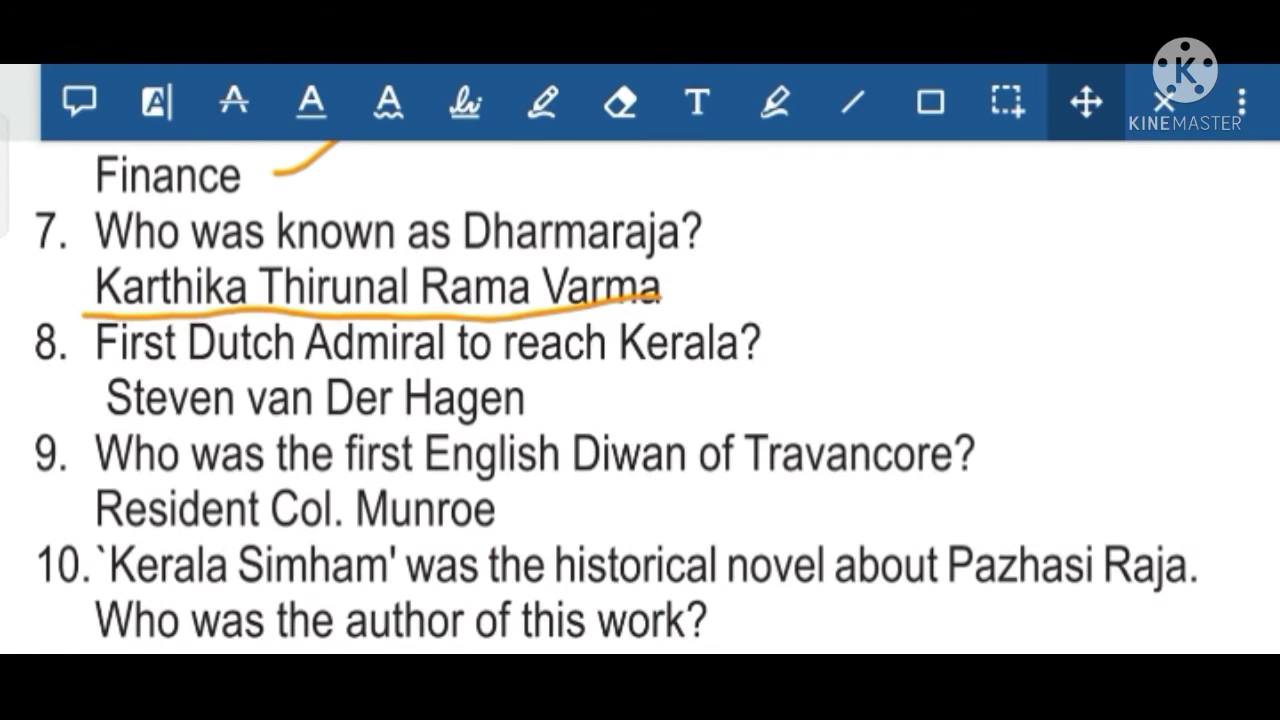 KINEMASTER
Finance
7. Who was known as Dharmaraja?
Karthika Thirunal Rama Varma
8. First Dutch Admiral to reach Kerala?
Steven van Der Hagen
9. Who was the first English Diwan of Travancore?
Resident Col. Munroe
10. `Kerala Simham' was the historical novel about Pazhasi Raja.
Who was the author of this work?